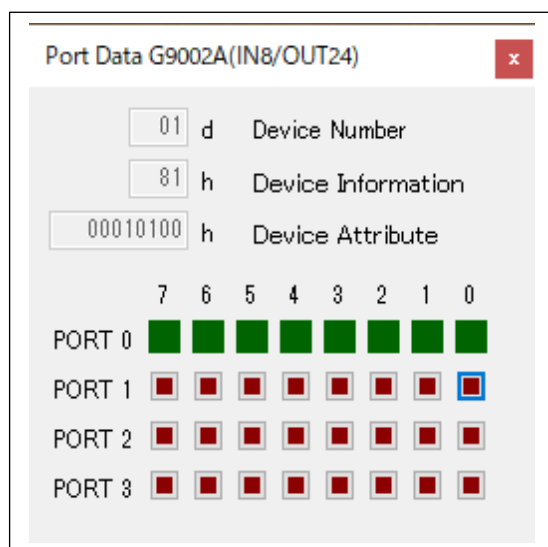 Port Data G9002A(IN8/OUT24) x
01 d Device Number
81 h Device Information
00010100 h Device Attribute
7 6 5 4 3 2 1 0
PORT 0
PORT 1
PORT 2
PORT 3